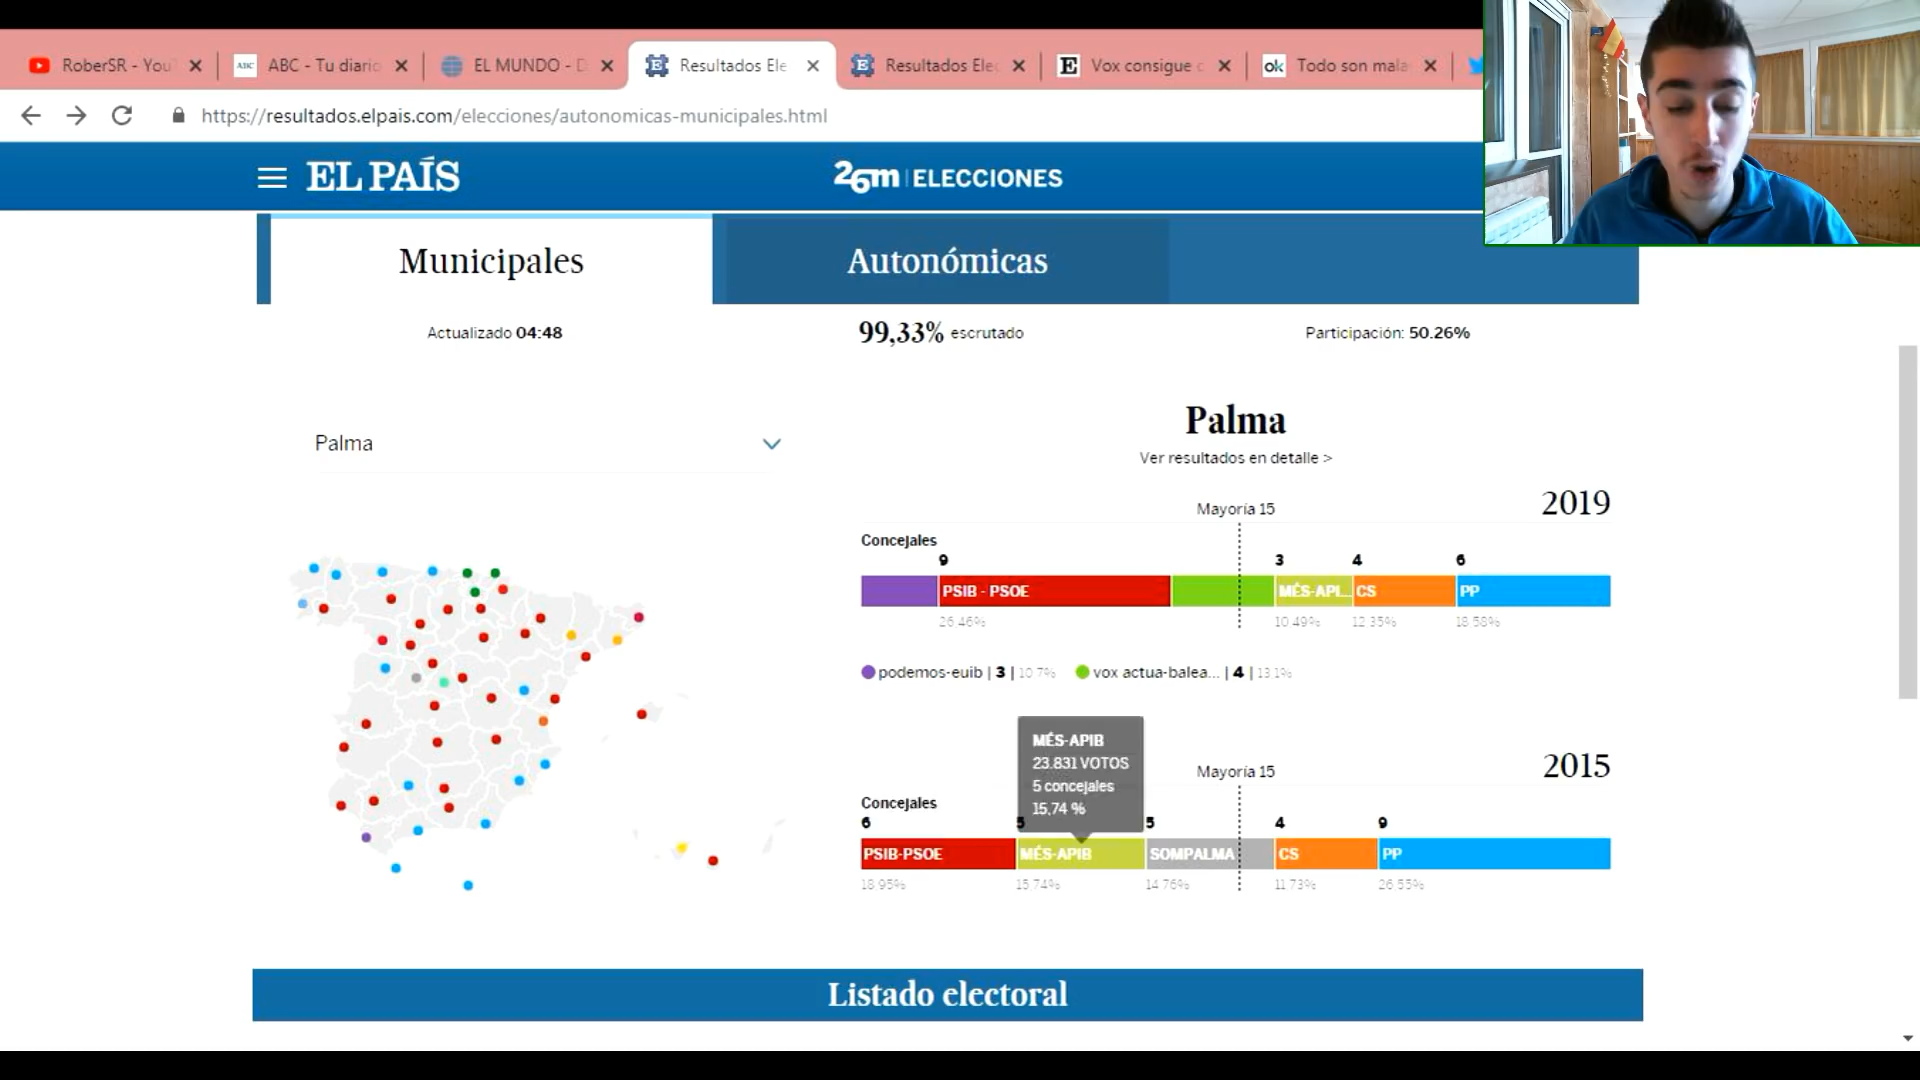 RoberSR - You
ABC ABC - Tu diario
EL MUNDO - D
Resultados Ele
Resultados Elec
E Vox consigue c
ok Todo son mala
https://resultados.elpais.com/elecciones/autonomicas-municipales.html
EL PAÍS
26m | ELECCIONES
Municipales
Autonómicas
Actualizado 04:48
99,33% escrutado
Participación: 50.26%
Palma
Palma
Ver resultados en detalle >
Mayoría 15
2019
Concejales
9 3 4 6
PSIB - PSOE MÉS-API... CS PP
26.46% 10.49% 12.35% 18.58%
podemos-euib | 3 | 10.7% vox actua-balea... | 4 | 13.1%
MÉS-APIB
23.831 VOTOS
5 concejales
15,74 %
Mayoría 15
2015
Concejales
6 5 5 4 9
PSIB-PSOE MÉS-APIB SOMPALMA CS PP
18.95% 15.74% 14.76% 11.73% 26.55%
Listado electoral